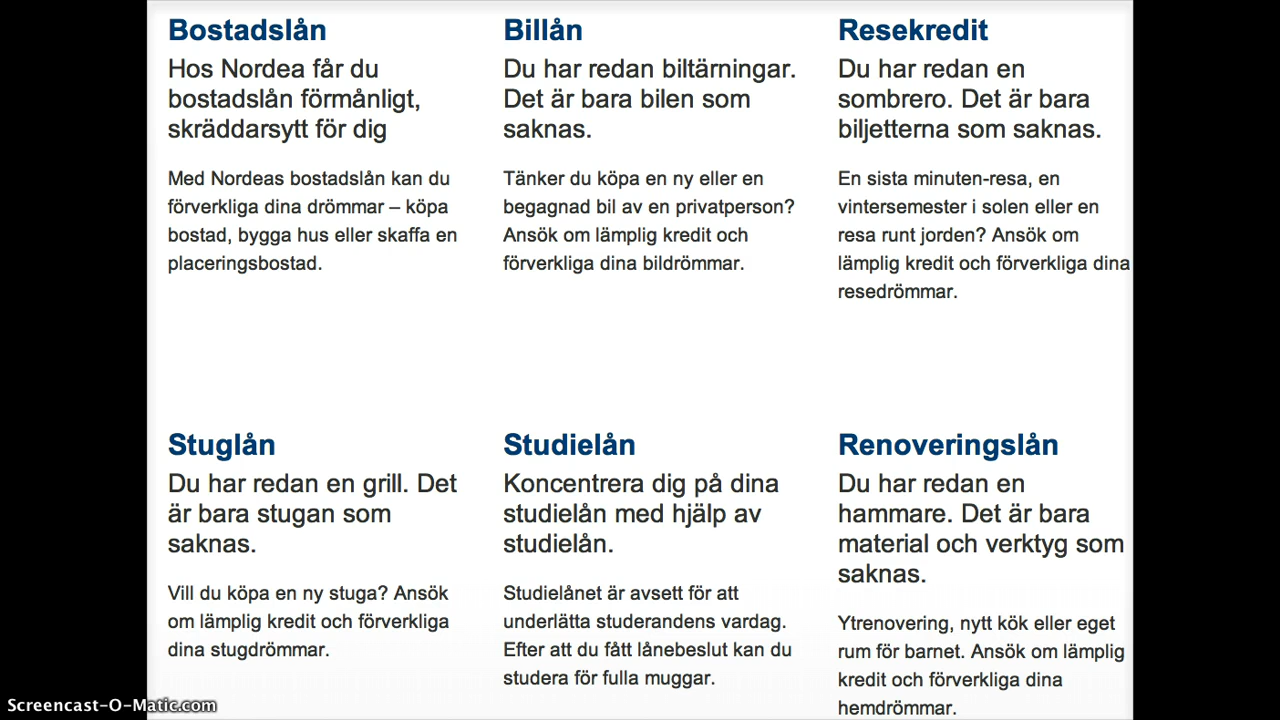 Bostadslån
Hos Nordea får du
bostadslån förmånligt,
skräddarsytt för dig
Med Nordeas bostadslån kan du
förverkliga dina drömmar – köpa
bostad, bygga hus eller skaffa en
placeringsbostad.
Billån
Du har redan biltärningar.
Det är bara bilen som
saknas.
Tänker du köpa en ny eller en
begagnad bil av en privatperson?
Ansök om lämplig kredit och
förverkliga dina bildrömmar.
Resekredit
Du har redan en
sombrero. Det är bara
biljetterna som saknas.
En sista minuten-resa, en
vintersemester i solen eller en
resa runt jorden? Ansök om
lämplig kredit och förverkliga dina
resedrömmar.
Stuglån
Du har redan en grill. Det
är bara stugan som
saknas.
Vill du köpa en ny stuga? Ansök
om lämplig kredit och förverkliga
dina stugdrömmar.
Studielån
Koncentrera dig på dina
studielån med hjälp av
studielån.
Studielånet är avsett för att
underlätta studerandens vardag.
Efter att du fått lånebeslut kan du
studera för fulla muggar.
Renoveringslån
Du har redan en
hammare. Det är bara
material och verktyg som
saknas.
Ytrenovering, nytt kök eller eget
rum för barnet. Ansök om lämplig
kredit och förverkliga dina
hemdrömmar.
Screencast-O-Matic.com